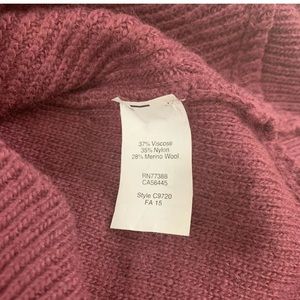 37% Viscose
35% Nylon
28% Merino Wool
RN77388
CA56445
Style C9720
FA 15